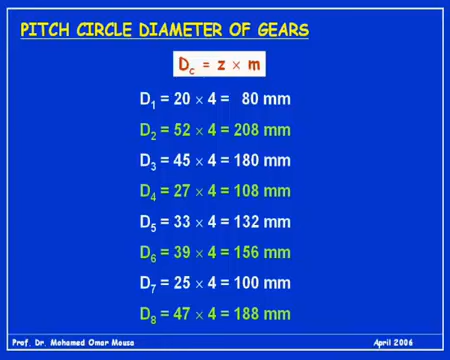 PITCH CIRCLE DIAMETER OF GEARS
Dc = z × m
D1 = 20 × 4 = 80 mm
D2 = 52 × 4 = 208 mm
D3 = 45 × 4 = 180 mm
D4 = 27 × 4 = 108 mm
D5 = 33 × 4 = 132 mm
D6 = 39 × 4 = 156 mm
D7 = 25 × 4 = 100 mm
D8 = 47 × 4 = 188 mm
Prof. Dr. Mohamed Omar Mousa April 2006